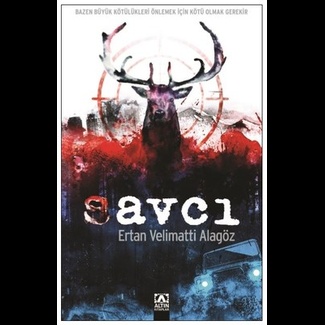 BAZEN BÜYÜK KÖTÜLÜKLERİ ÖNLEMEK İÇİN KÖTÜ OLMAK GEREKİR
savcı
Ertan Velimatti Alagöz
ALTIN
KİTAPLAR